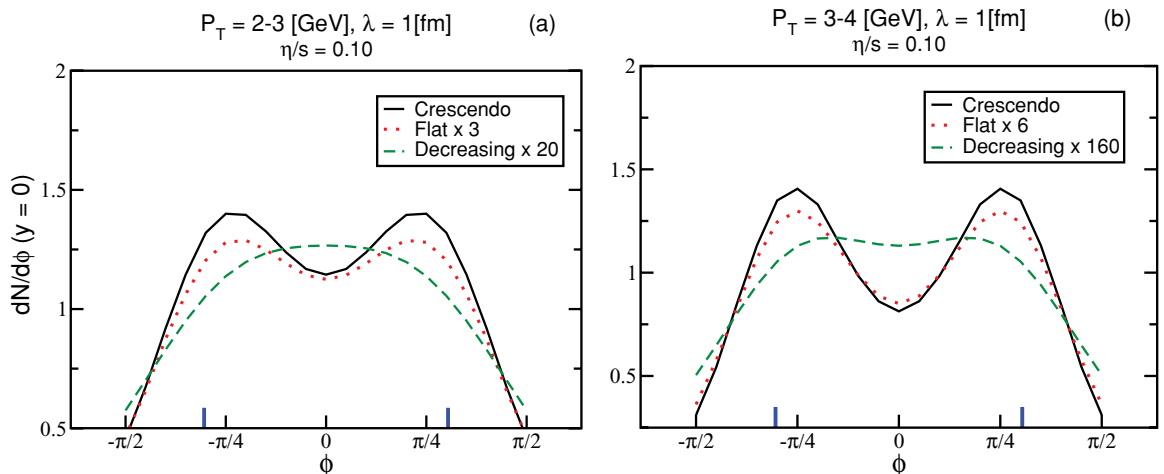 P_T = 2-3 [GeV], λ = 1[fm] (a)
η/s = 0.10
2
1.5
1
0.5
dN/dϕ (y = 0)
Crescendo
Flat x 3
Decreasing x 20
-π/2 -π/4 0 π/4 π/2
ϕ
P_T = 3-4 [GeV], λ = 1[fm] (b)
η/s = 0.10
2
1.5
1
0.5
Crescendo
Flat x 6
Decreasing x 160
-π/2 -π/4 0 π/4 π/2
ϕ